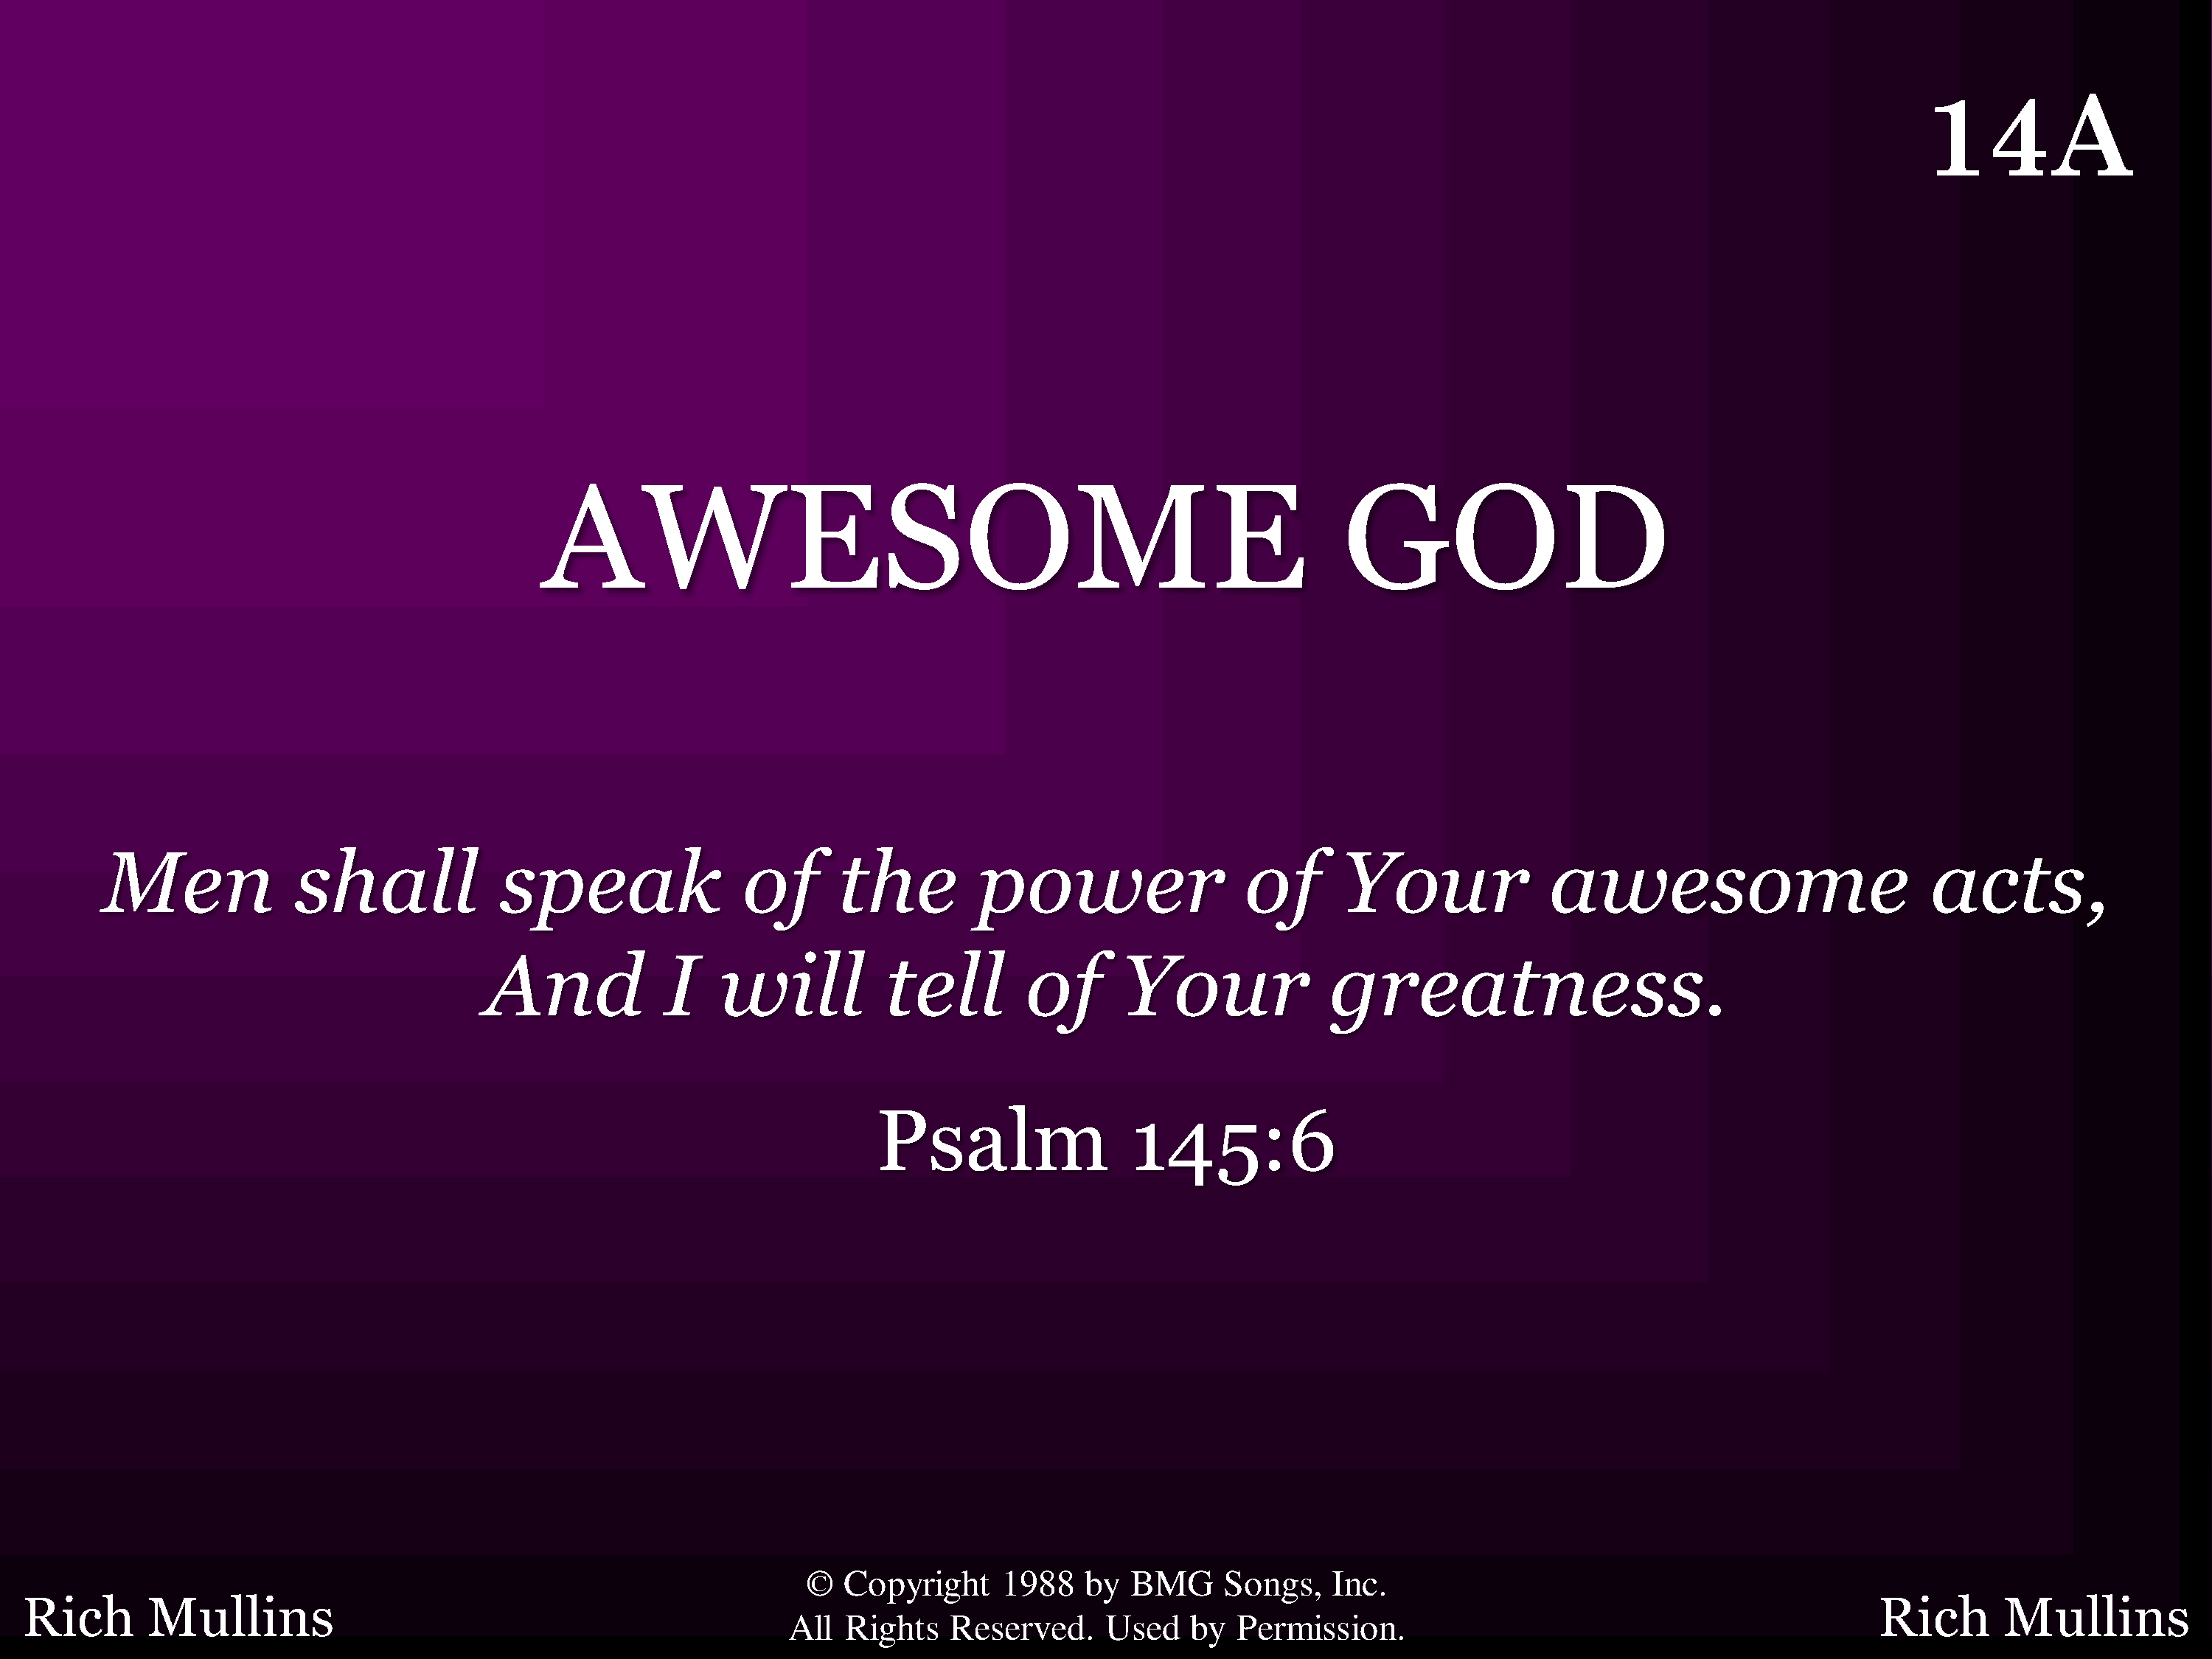 14A
AWESOME GOD
Men shall speak of the power of Your awesome acts,
And I will tell of Your greatness.
Psalm 145:6
Rich Mullins
© Copyright 1988 by BMG Songs, Inc.
All Rights Reserved. Used by Permission.
Rich Mullins